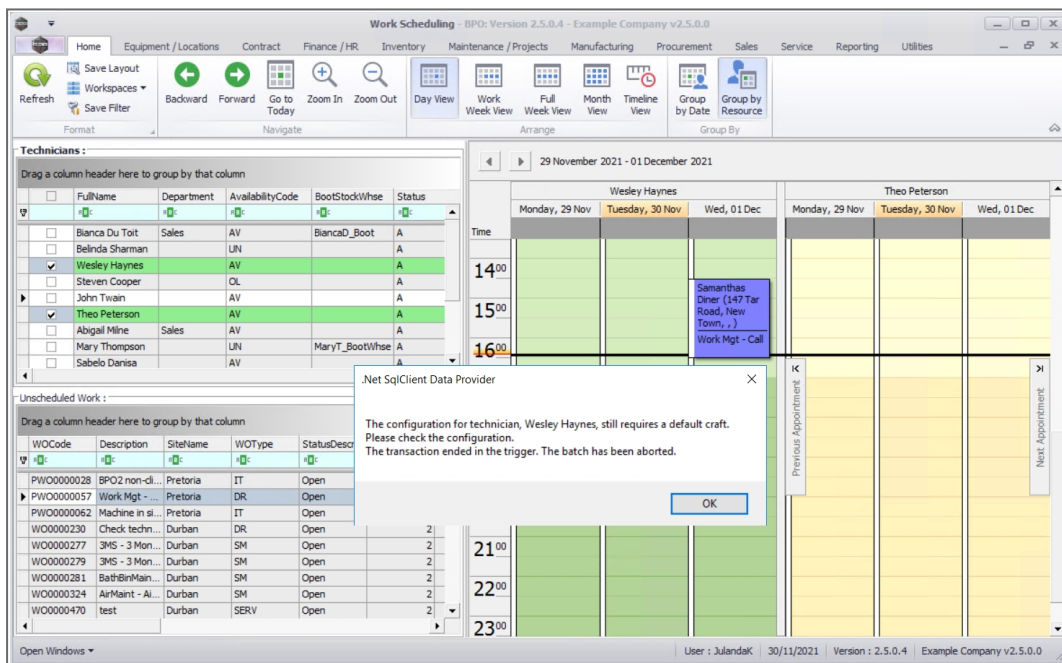 Work Scheduling - BPO: Version 2.5.0.4 - Example Company v2.5.0.0
Home Equipment / Locations Contract Finance / HR Inventory Maintenance / Projects Manufacturing Procurement Sales Service Reporting Utilities
Refresh
Save Layout
Workspaces
Save Filter
Backward Forward Go to Today Zoom In Zoom Out
Day View Work Week View Full Week View Month View Timeline View
Group by Date Group by Resource
Format Navigate Arrange Group By
Technicians :
Drag a column header here to group by that column
FullName Department AvailabilityCode BootStockWhse Status
Bianca Du Toit Sales AV BiancaD_Boot A
Belinda Sharman UN A
Wesley Haynes AV A
Steven Cooper OL A
John Twain AV A
Theo Peterson AV A
Abigail Milne Sales AV A
Mary Thompson UN MaryT_BootWhse A
Sabelo Danisa AV A
Unscheduled Work :
Drag a column header here to group by that column
WOCode Description SiteName WOType StatusDescr
PWO0000028 BPO2 non-cli... Pretoria IT Open
PWO0000057 Work Mgt - ... Pretoria DR Open
PWO0000062 Machine in si... Pretoria IT Open
WO0000230 Check techn... Durban DR Open 2
WO0000277 3MS - 3 Mon... Durban SM Open 2
WO0000279 3MS - 3 Mon... Durban SM Open 2
WO0000281 BathBinMain... Durban SM Open 2
WO0000324 AirMaint - Ai... Durban SM Open 2
WO0000470 test Durban SERV Open 2
29 November 2021 - 01 December 2021
Wesley Haynes Theo Peterson
Monday, 29 Nov Tuesday, 30 Nov Wed, 01 Dec Monday, 29 Nov Tuesday, 30 Nov Wed, 01 Dec
Time
14 00
15 00
16 00
Samanthas
Diner (147 Tar
Road, New
Town, , )
Work Mgt - Call
Previous Appointment
Next Appointment
.Net SqlClient Data Provider
The configuration for technician, Wesley Haynes, still requires a default craft.
Please check the configuration.
The transaction ended in the trigger. The batch has been aborted.
OK
21 00
22 00
23 00
Open Windows User : JulandaK 30/11/2021 Version : 2.5.0.4 Example Company v2.5.0.0